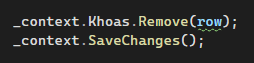 _context.Khoas.Remove(row);
_context.SaveChanges();